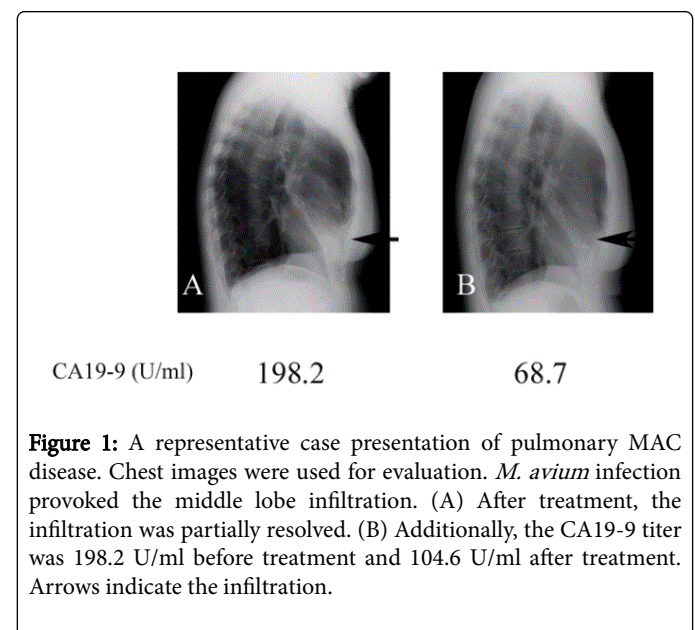 A
B
CA19-9 (U/ml) 198.2 68.7
Figure 1: A representative case presentation of pulmonary MAC
disease. Chest images were used for evaluation. M. avium infection
provoked the middle lobe infiltration. (A) After treatment, the
infiltration was partially resolved. (B) Additionally, the CA19-9 titer
was 198.2 U/ml before treatment and 104.6 U/ml after treatment.
Arrows indicate the infiltration.